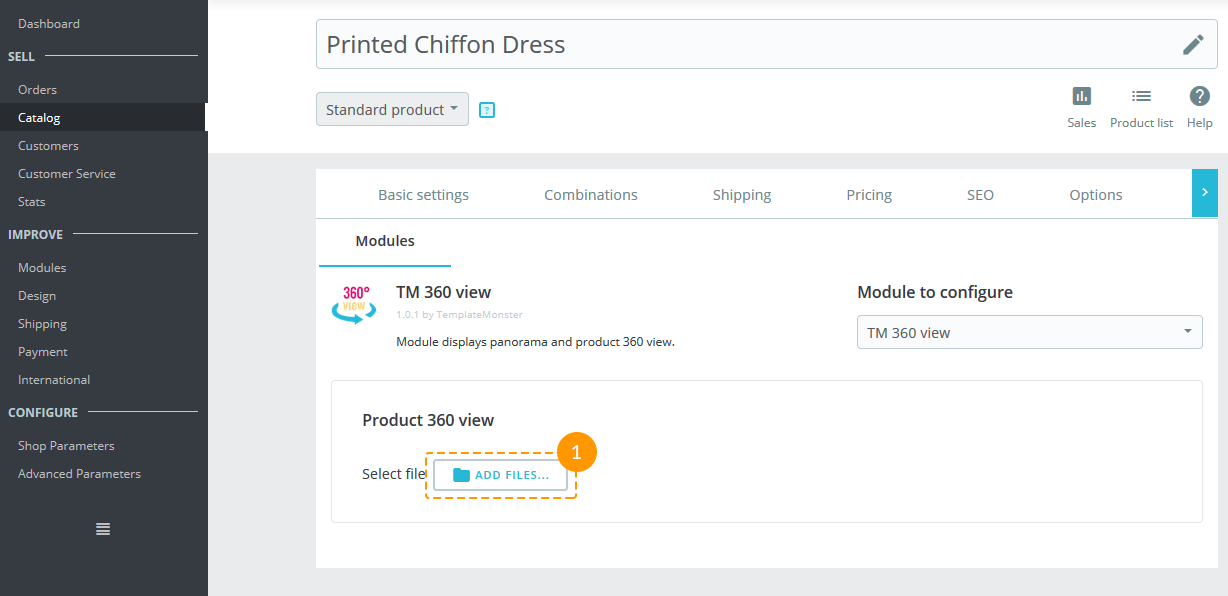 Dashboard
SELL
Orders
Catalog
Customers
Customer Service
Stats
IMPROVE
Modules
Design
Shipping
Payment
International
CONFIGURE
Shop Parameters
Advanced Parameters
Printed Chiffon Dress
Standard product
?
Sales
Product list
Help
Basic settings
Combinations
Shipping
Pricing
SEO
Options
Modules
360°
VIEW
TM 360 view
1.0.1 by TemplateMonster
Module displays panorama and product 360 view.
Module to configure
TM 360 view
Product 360 view
Select file
ADD FILES...
1